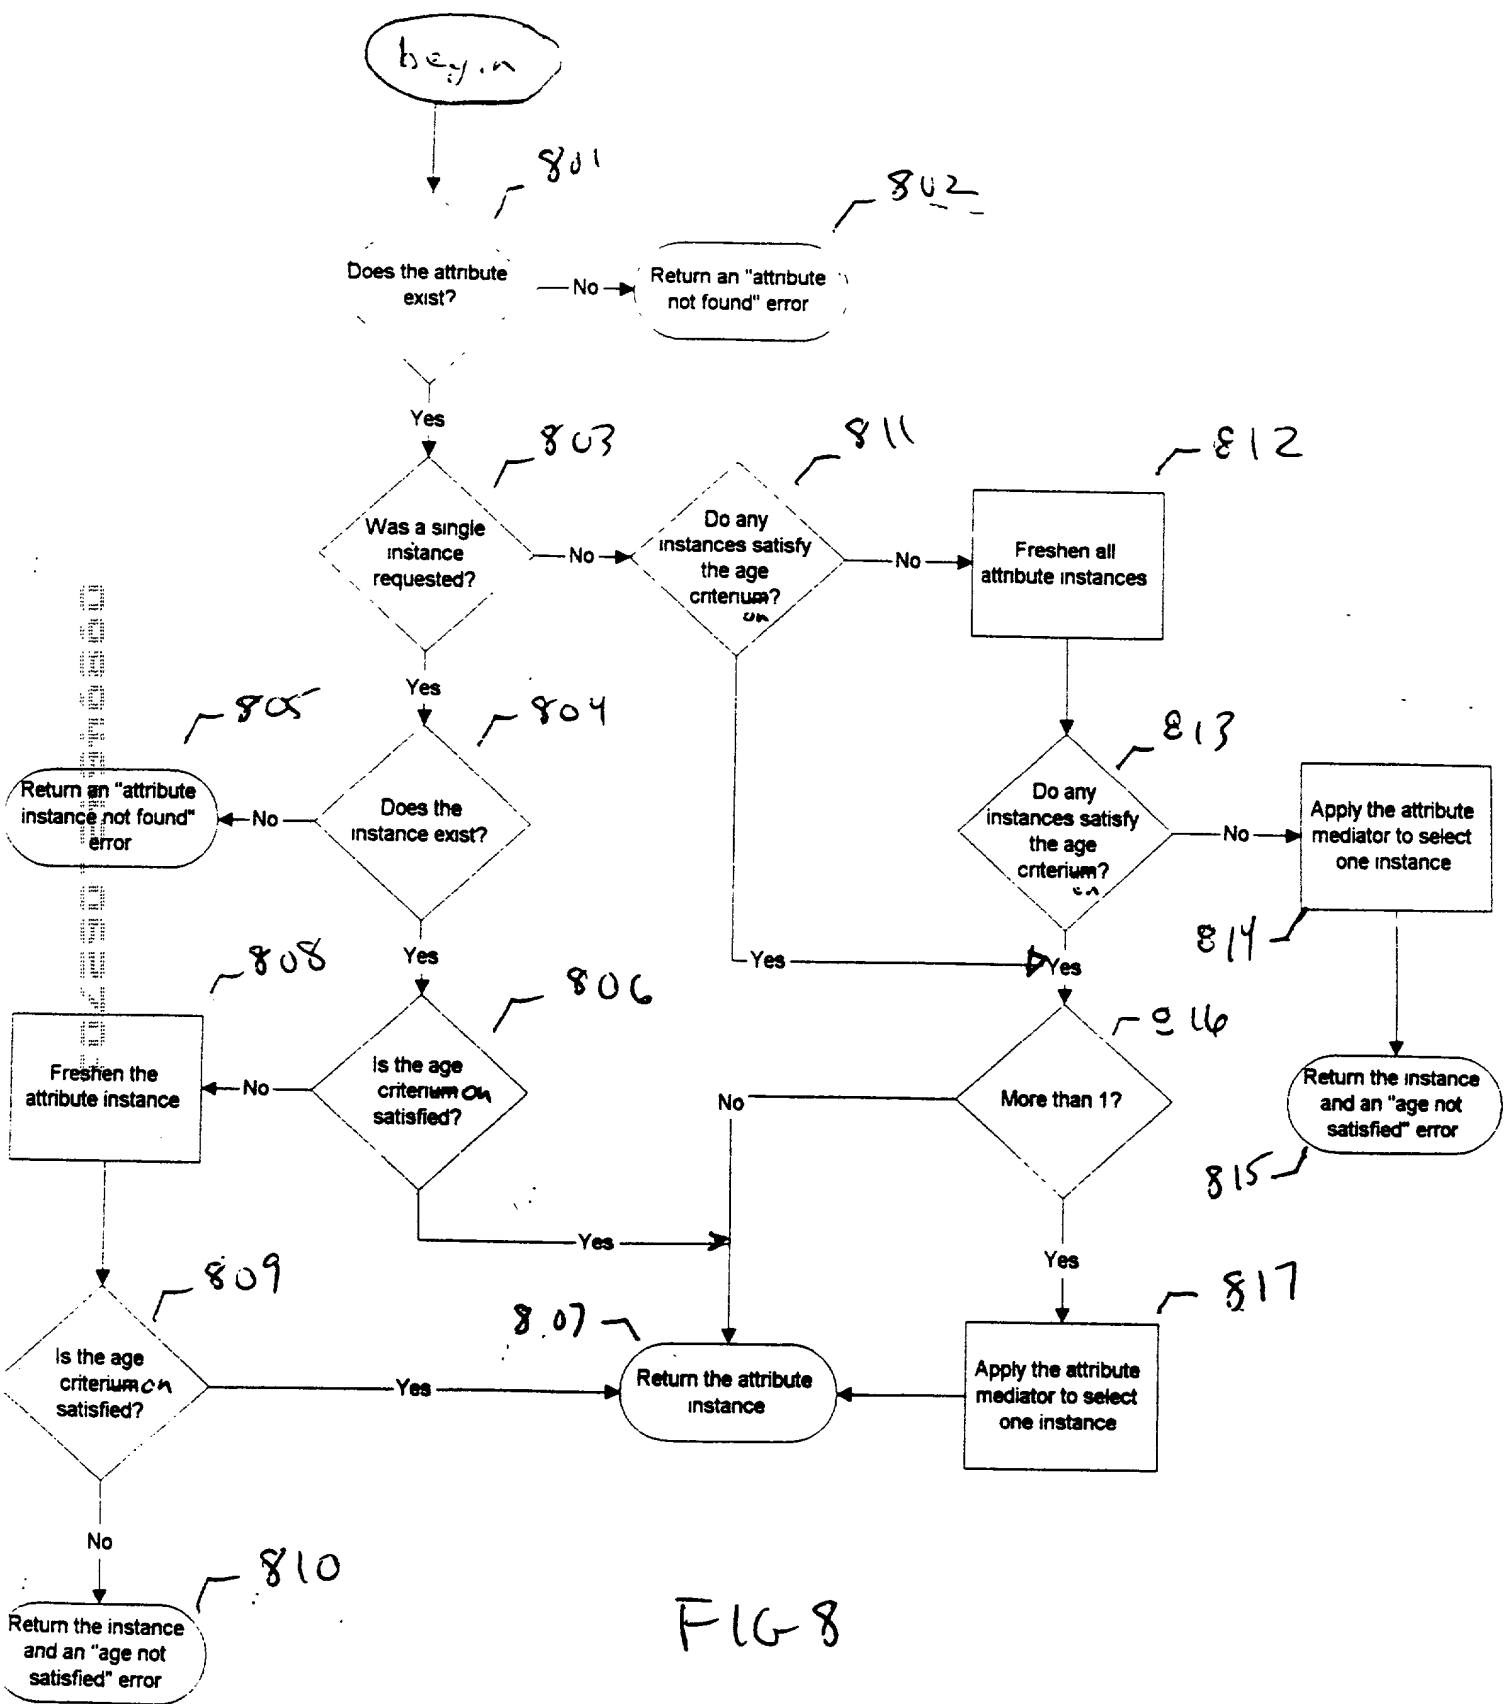 begin
801
802
Does the attribute
exist?
No
Return an "attribute
not found" error
Yes
803
811
812
Was a single
instance
requested?
No
Do any
instances satisfy
the age
criterium?
on
No
Freshen all
attribute instances
Yes
805
804
813
Return an "attribute
instance not found"
error
No
Does the
instance exist?
Do any
instances satisfy
the age
criterium?
on
No
Apply the attribute
mediator to select
one instance
814
Yes
Yes
Yes
808
806
816
Freshen the
attribute instance
No
Is the age
criterium on
satisfied?
No
More than 1?
Return the instance
and an "age not
satisfied" error
815
Yes
Yes
809
807
817
Is the age
criterium on
satisfied?
Yes
Return the attribute
instance
Apply the attribute
mediator to select
one instance
No
810
Return the instance
and an "age not
satisfied" error
FIG 8